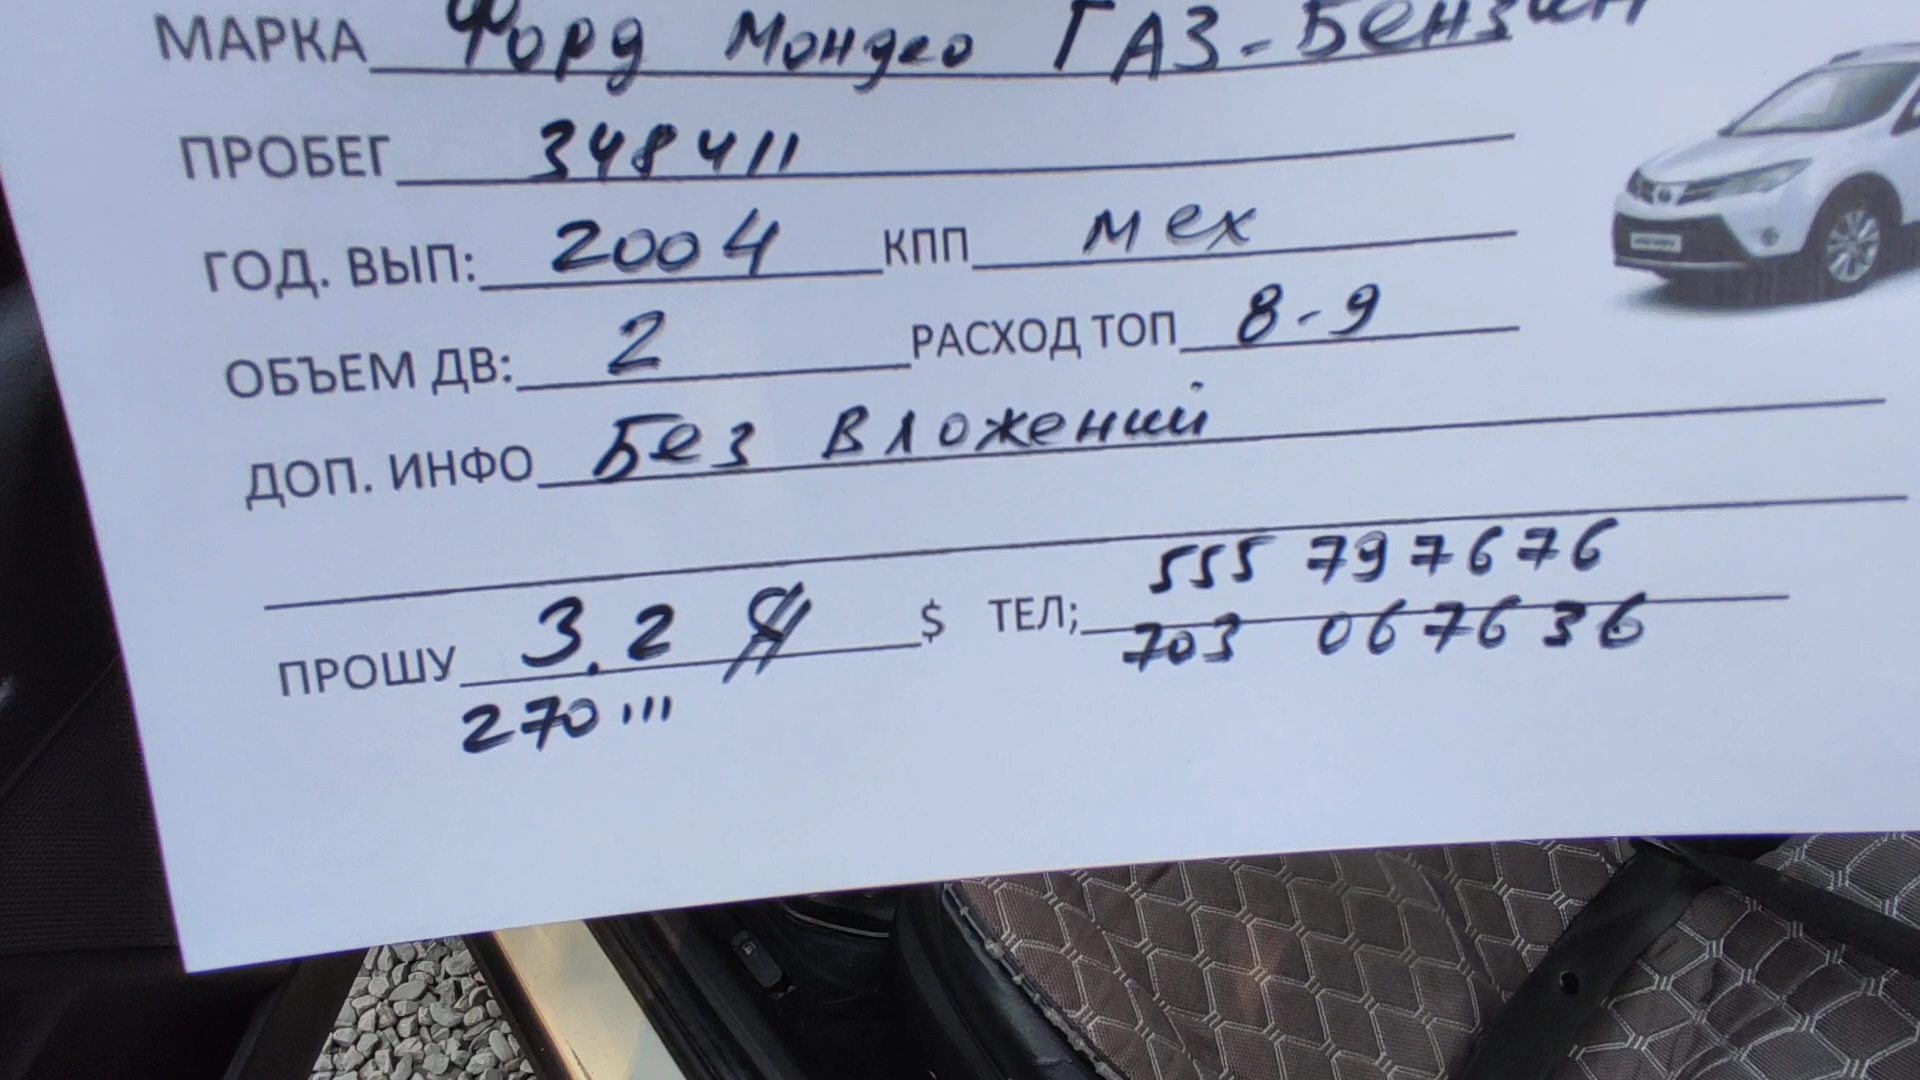 МАРКА Форд Мондео ГАЗ-Бензин
ПРОБЕГ 348411
ГОД. ВЫП: 2004 КПП мех
ОБЪЕМ ДВ: 2 РАСХОД ТОП 8-9
ДОП. ИНФО Без вложений
555 797676
ПРОШУ 3.2 $ ТЕЛ;
703 067636
270 ווו